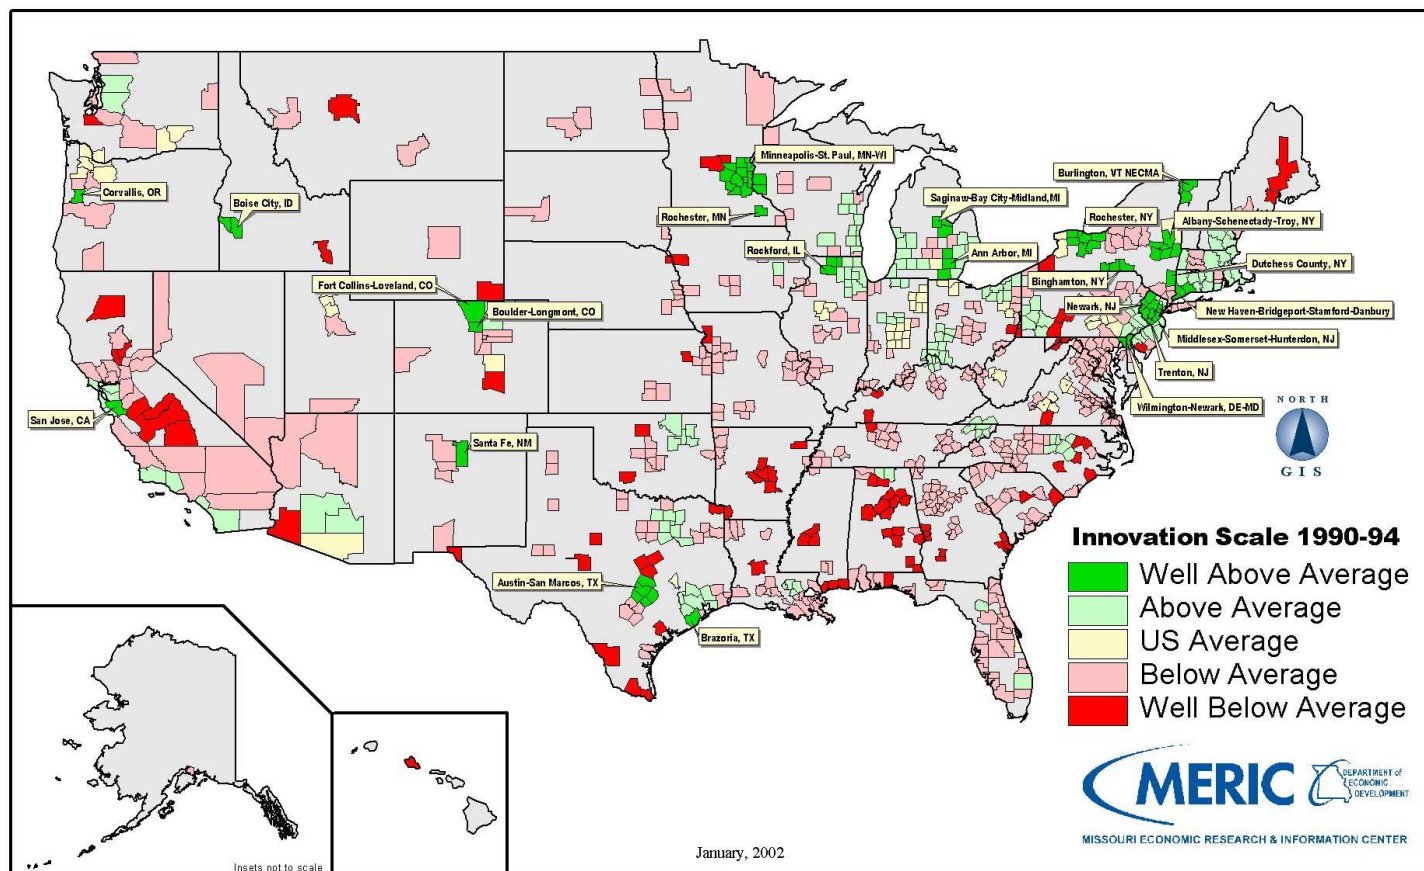 Minneapolis-St. Paul, MN-WI
Burlington, VT NECMA
Corvallis, OR
Boise City, ID
Saginaw-Bay City-Midland,MI
Rochester, MN
Rochester, NY
Albany-Schenectady-Troy, NY
Rockford, IL
Ann Arbor, MI
Dutchess County, NY
Fort Collins-Loveland, CO
Binghamton, NY
Boulder-Longmont, CO
Newark, NJ
New Haven-Bridgeport-Stamford-Danbury
Middlesex-Somerset-Hunterdon, NJ
Trenton, NJ
San Jose, CA
Wilmington-Newark, DE-MD
Santa Fe, NM
NORTH
GIS
Austin-San Marcos, TX
Brazoria, TX
Innovation Scale 1990-94
Well Above Average
Above Average
US Average
Below Average
Well Below Average
MERIC
DEPARTMENT of
ECONOMIC
DEVELOPMENT
MISSOURI ECONOMIC RESEARCH & INFORMATION CENTER
January, 2002
Insets not to scale